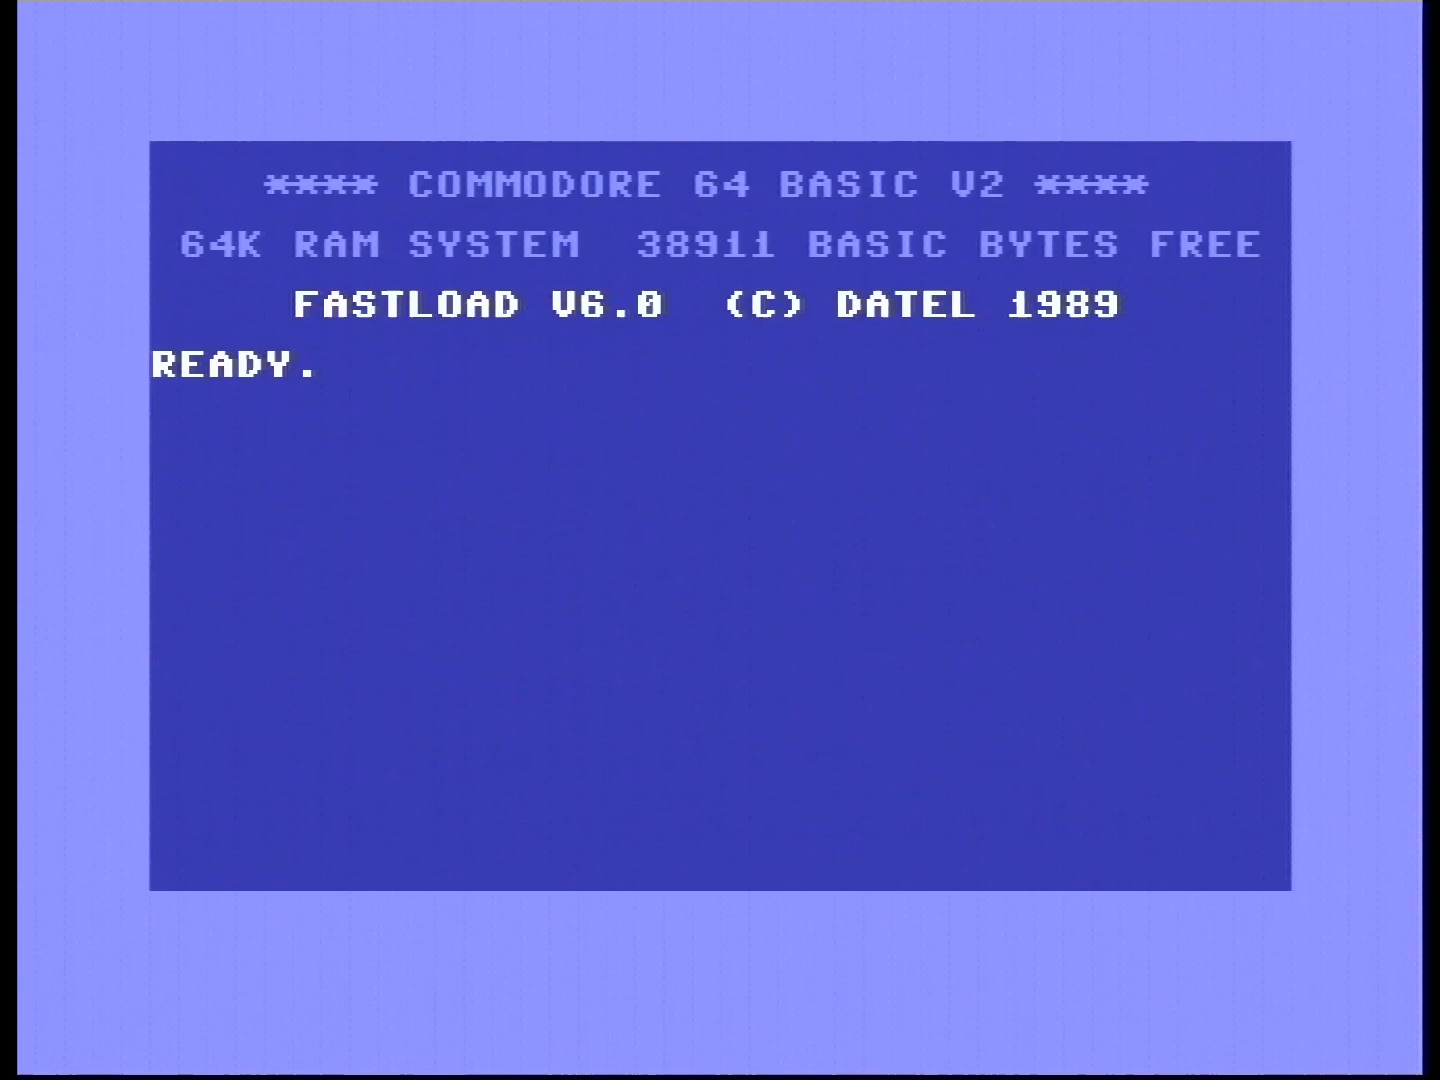 **** COMMODORE 64 BASIC V2 ****
64K RAM SYSTEM  38911 BASIC BYTES FREE
FASTLOAD V6.0  (C) DATEL 1989
READY.